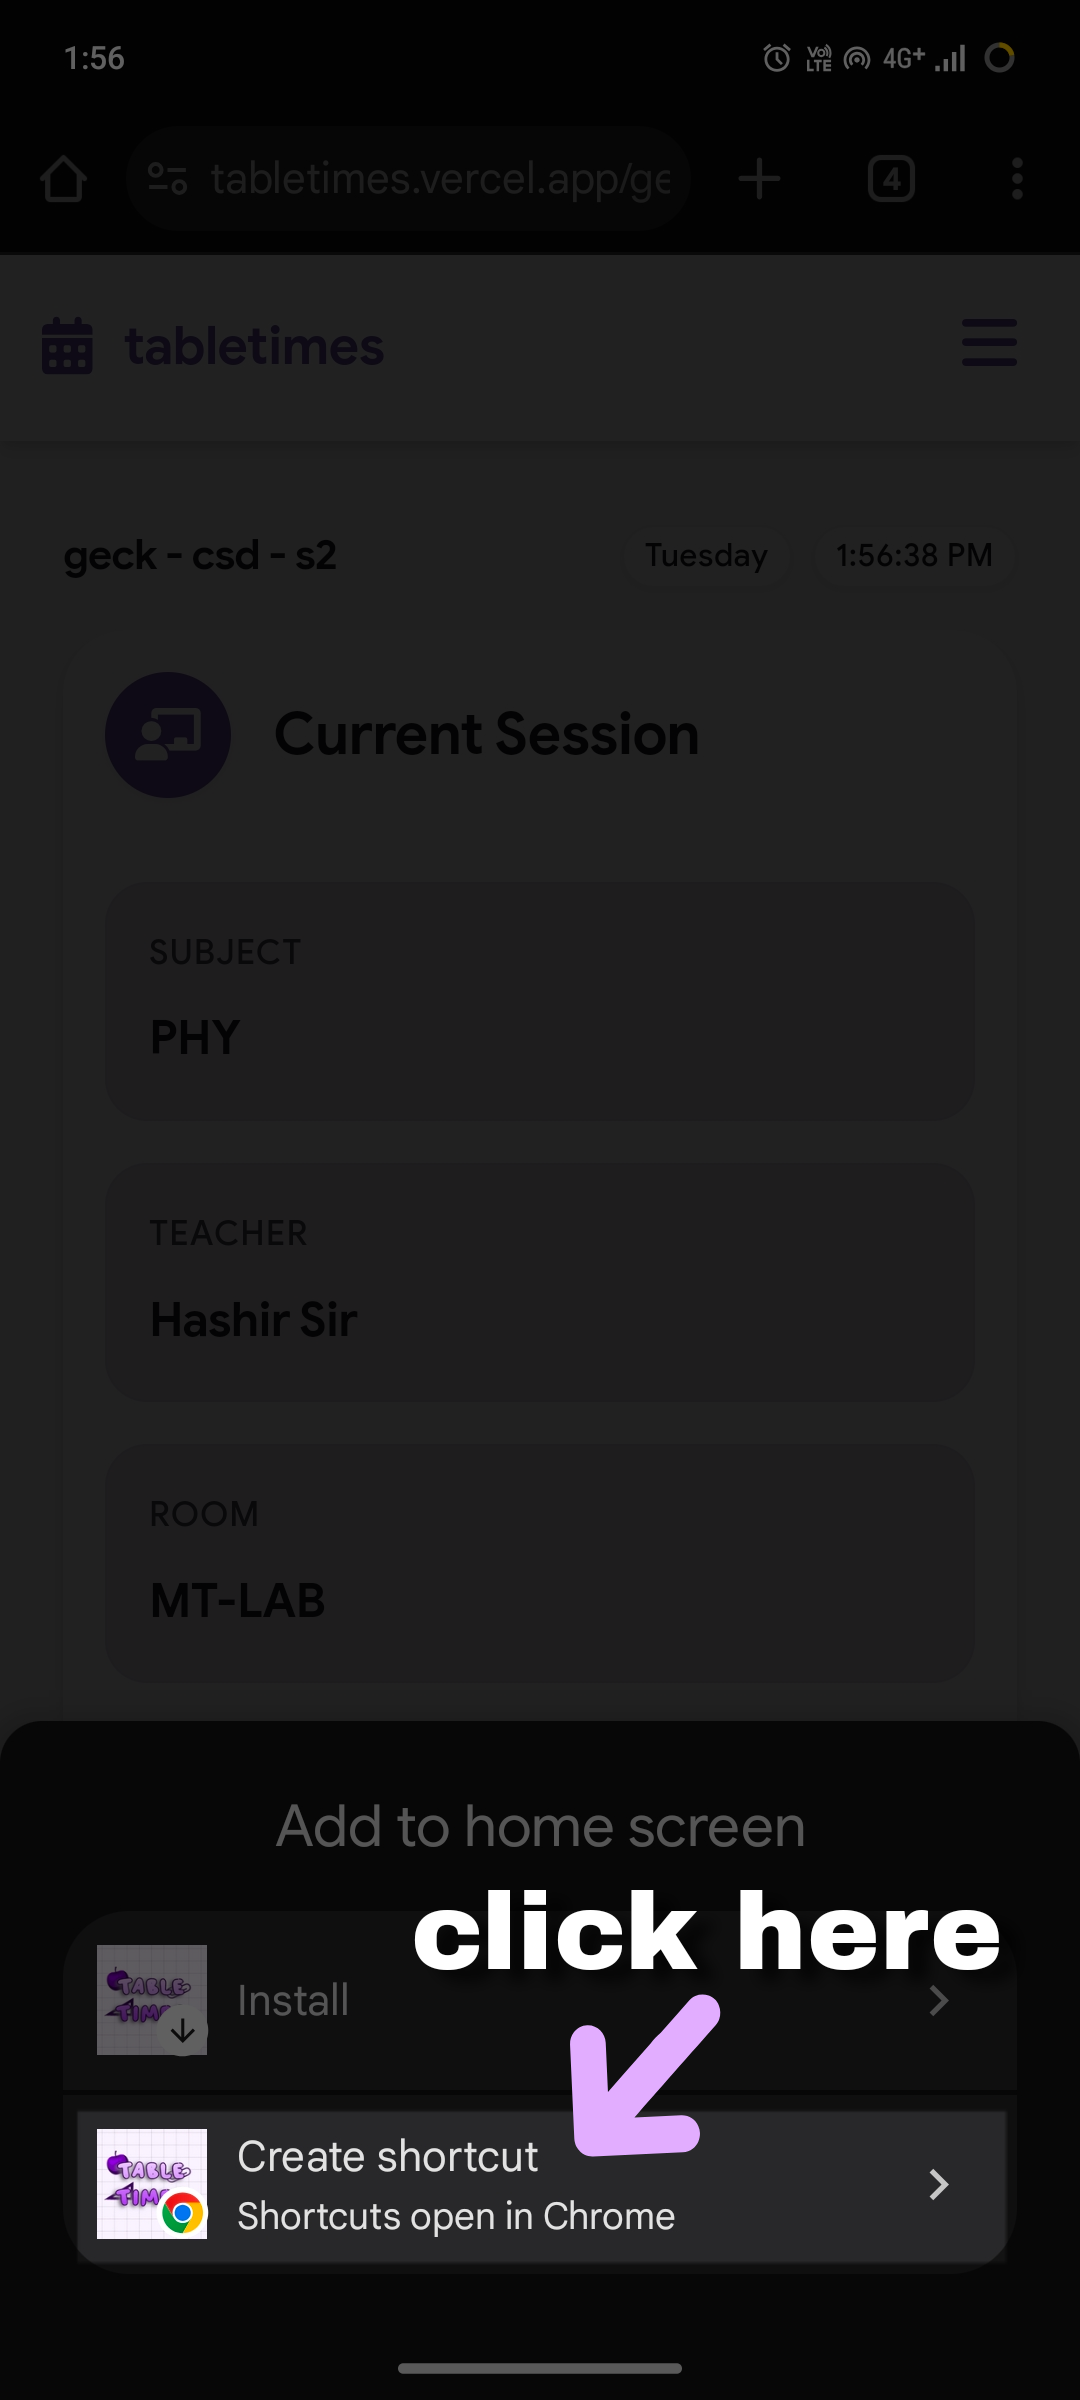 1:56
Vo) LTE 4G+
tabletimes.vercel.app/ge
4
tabletimes
geck - csd - s2
Tuesday
1:56:38 PM
Current Session
SUBJECT
PHY
TEACHER
Hashir Sir
ROOM
MT-LAB
Add to home screen
click here
TABLE
TIME
Install
TABLE
TIME
Create shortcut
Shortcuts open in Chrome